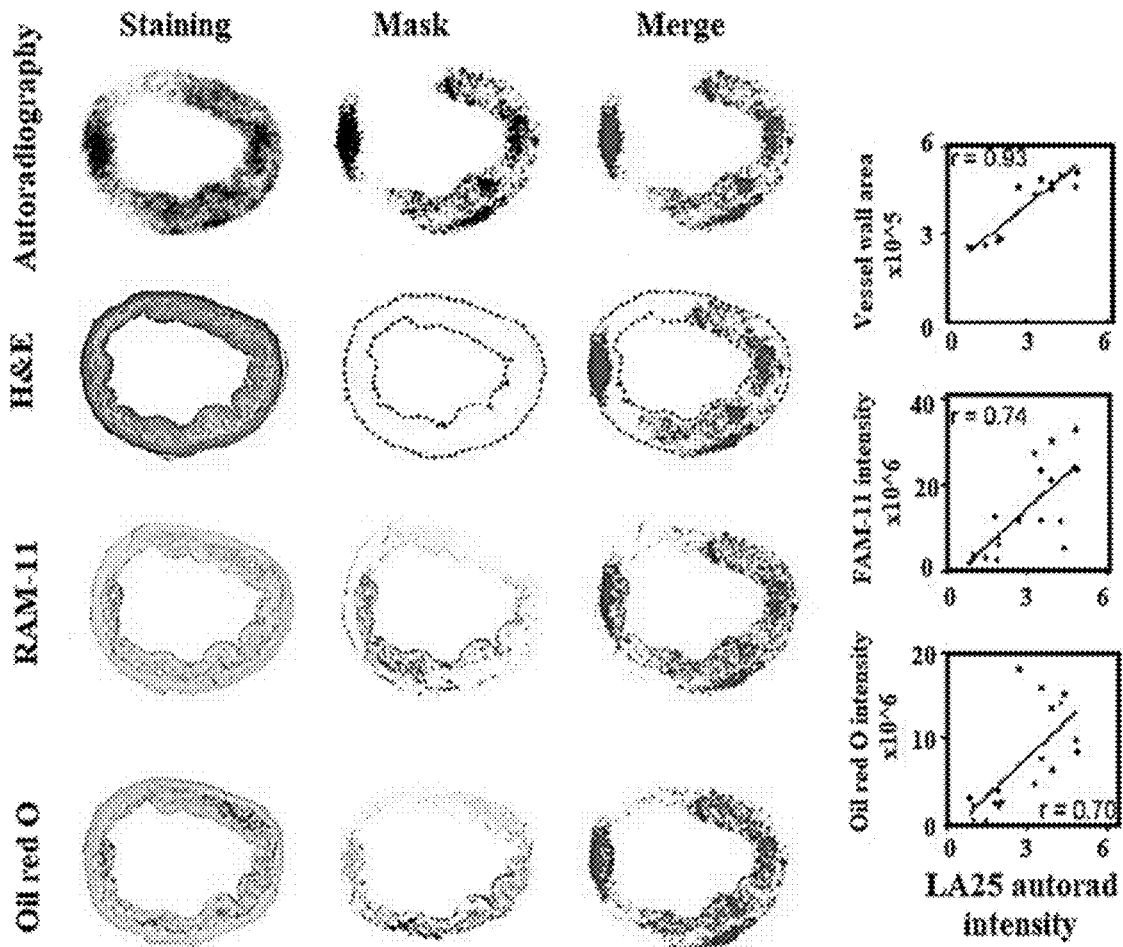 Staining Mask Merge
Autoradiography
H&E
RAM-11
Oil red O
Vessel wall area
x10^5
6
3
0
r = 0.93
0 3 6
FAM-11 intensity
x10^6
40
20
0
r = 0.74
0 3 6
Oil red O intensity
x10^6
20
10
0
r = 0.70
0 3 6
LA25 autorad
intensity